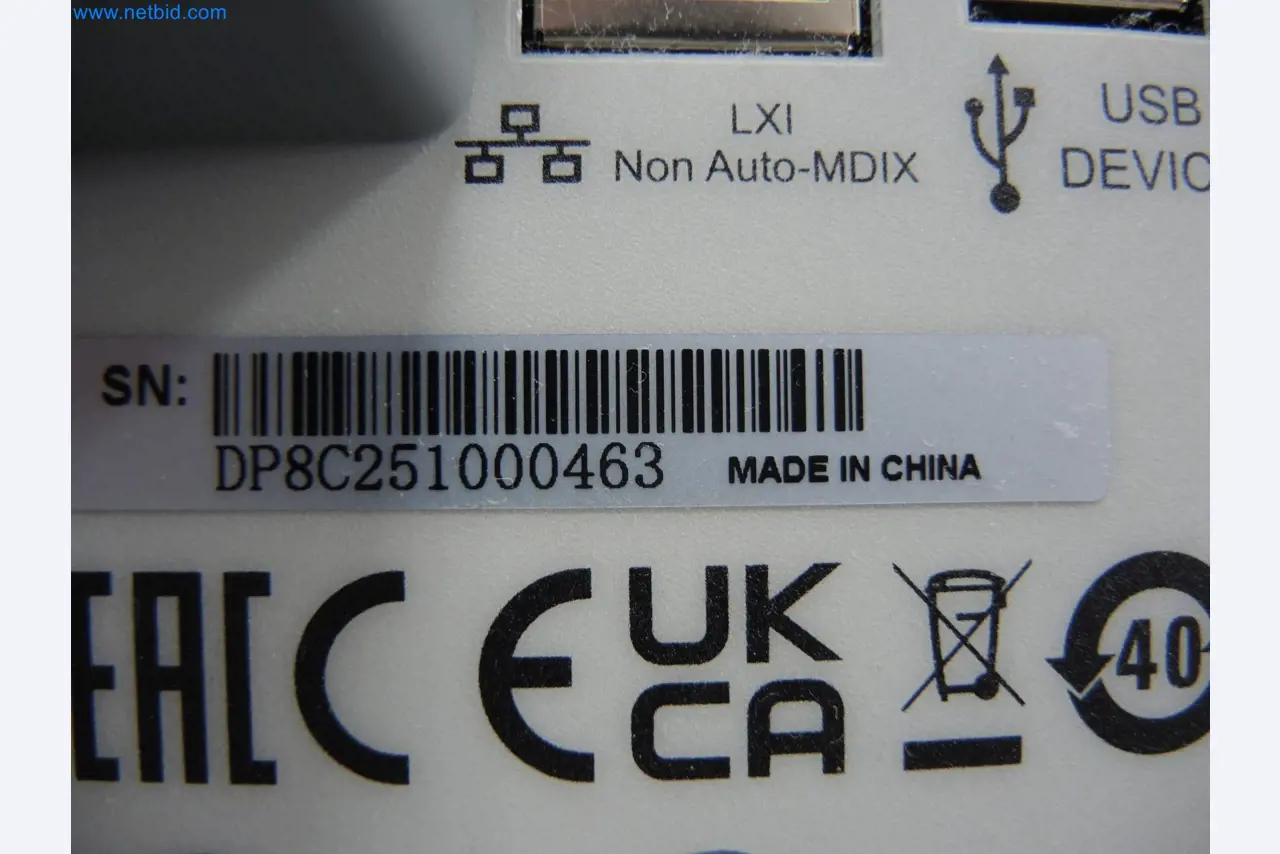 www.netbid.com
LXI
Non Auto-MDIX
USB
DEVIC
SN:
DP8C251000463
MADE IN CHINA
EAC
CE
UK
CA
40